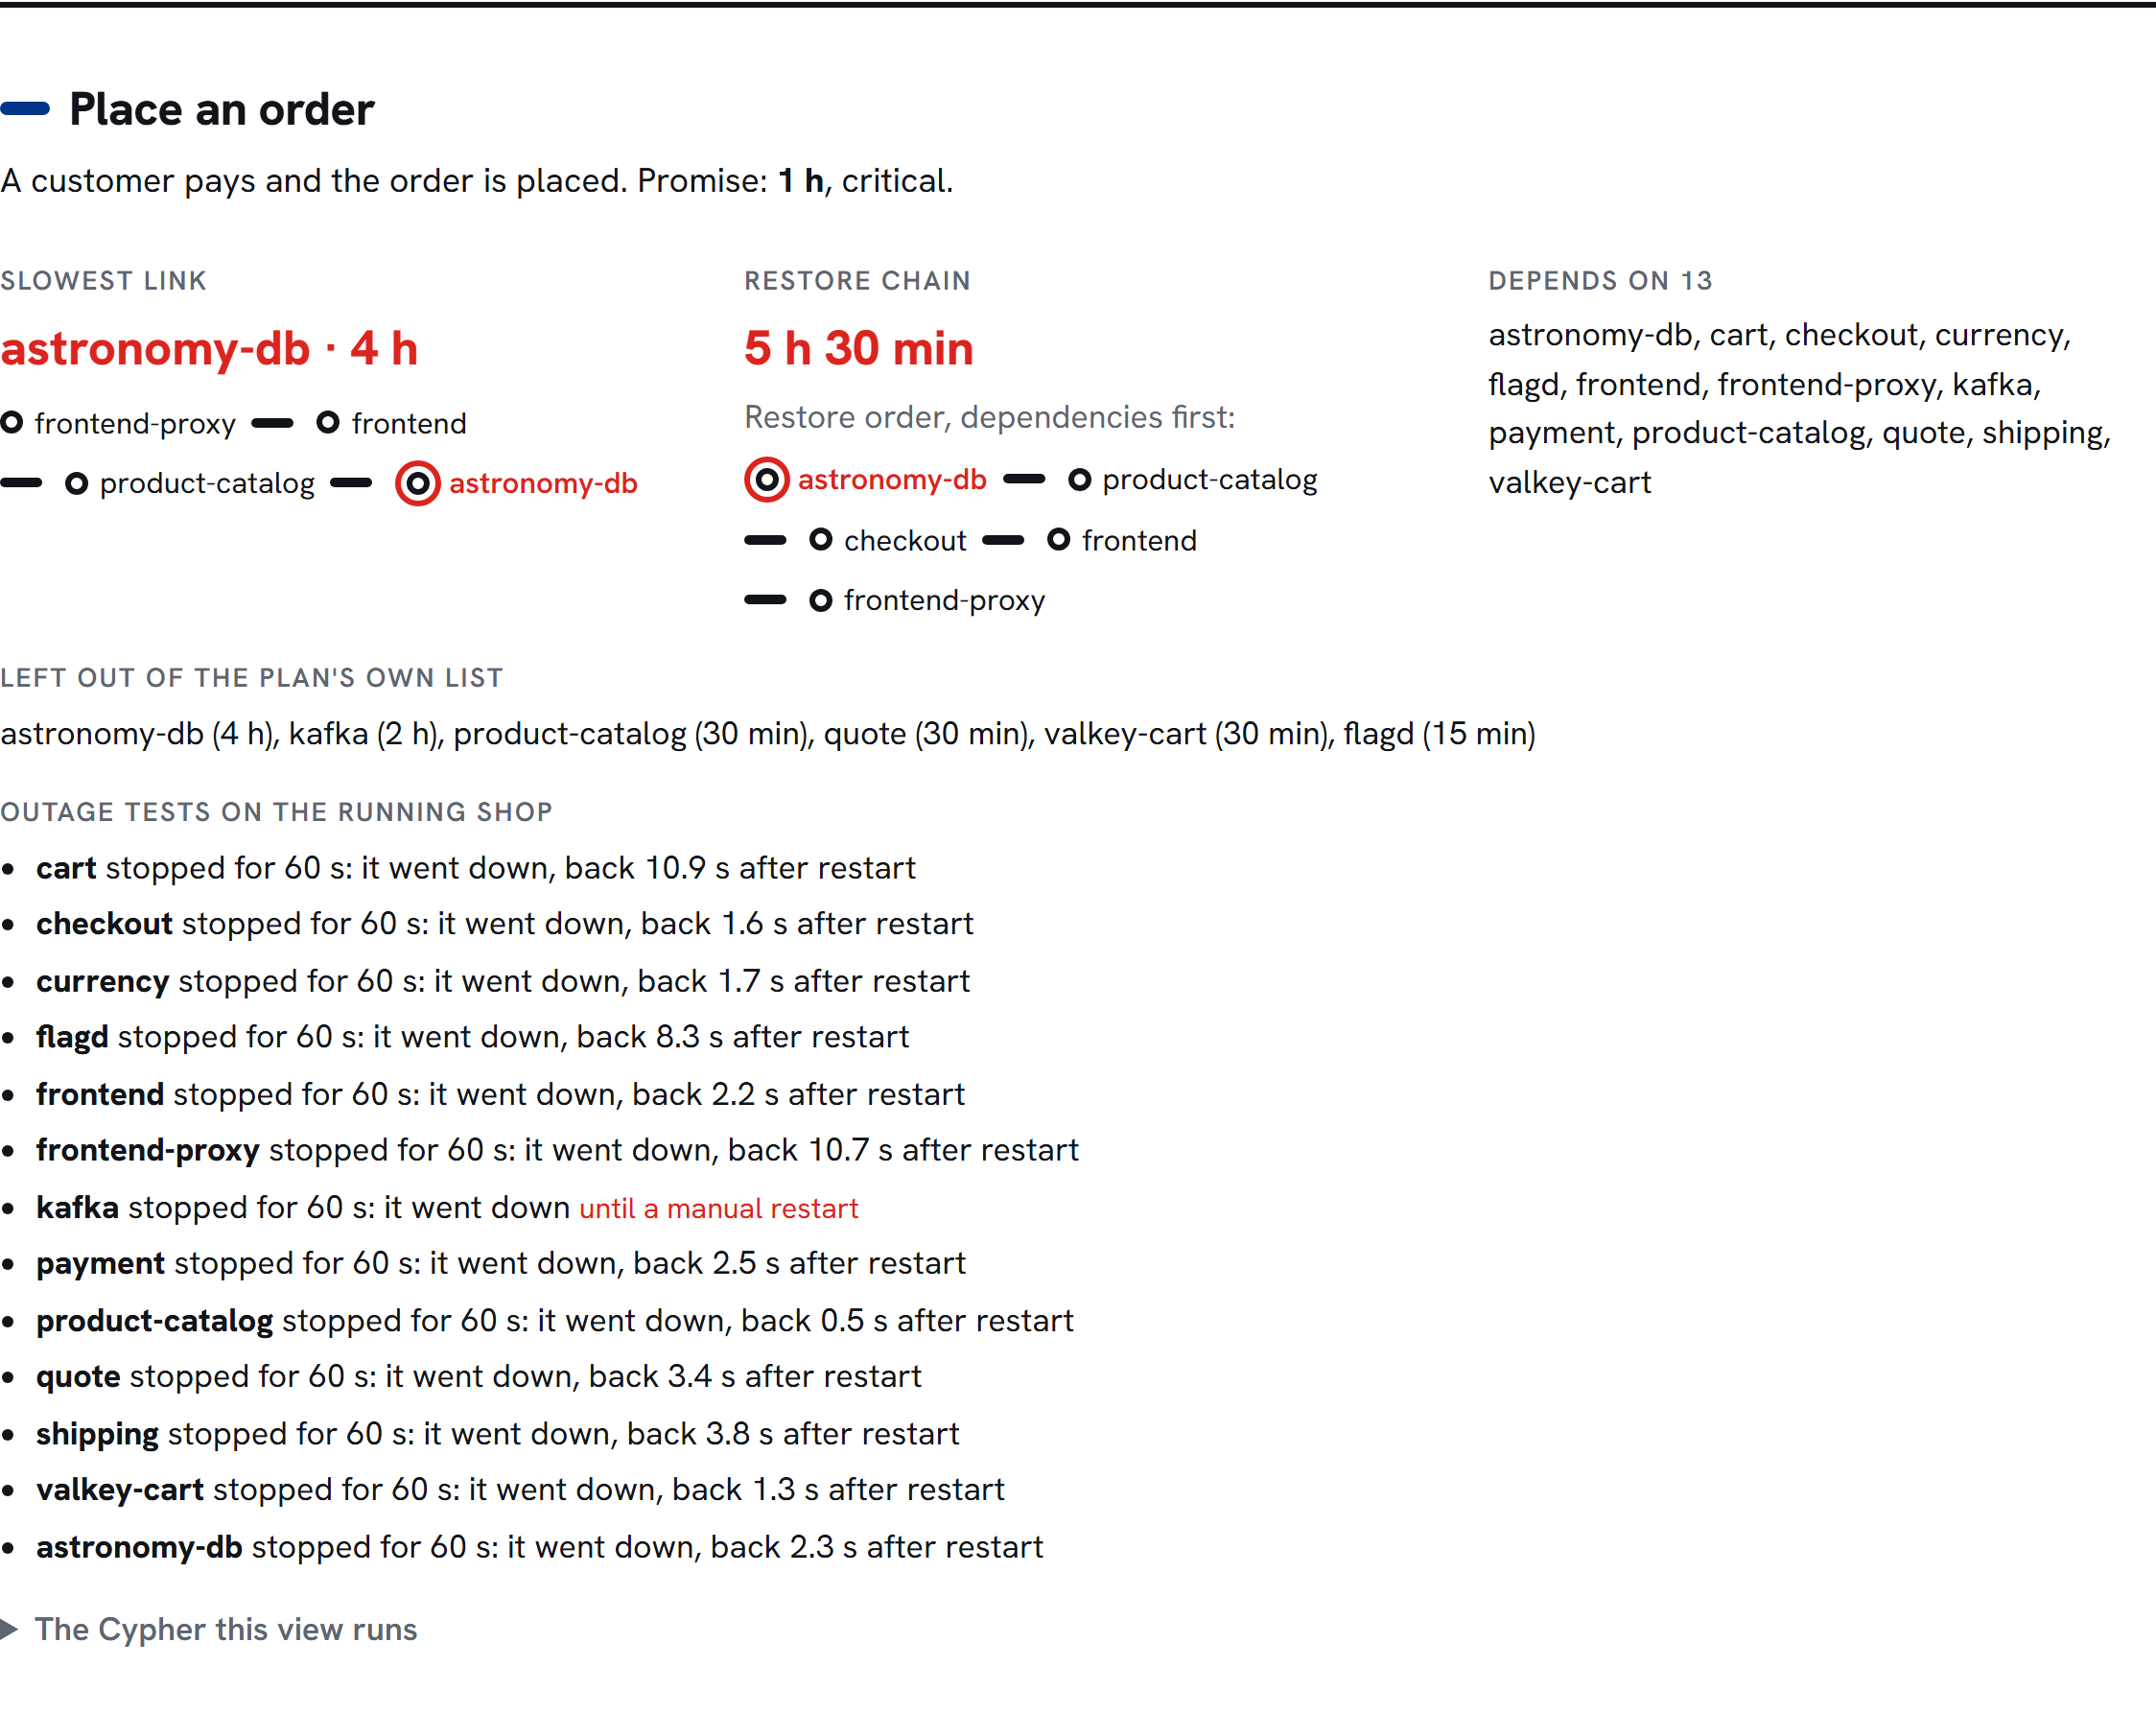 Place an order
A customer pays and the order is placed. Promise: 1 h, critical.
SLOWEST LINK
astronomy-db · 4 h
frontend-proxy frontend
product-catalog astronomy-db
RESTORE CHAIN
5 h 30 min
Restore order, dependencies first:
astronomy-db product-catalog
checkout frontend
frontend-proxy
DEPENDS ON 13
astronomy-db, cart, checkout, currency,
flagd, frontend, frontend-proxy, kafka,
payment, product-catalog, quote, shipping,
valkey-cart
LEFT OUT OF THE PLAN'S OWN LIST
astronomy-db (4 h), kafka (2 h), product-catalog (30 min), quote (30 min), valkey-cart (30 min), flagd (15 min)
OUTAGE TESTS ON THE RUNNING SHOP
• cart stopped for 60 s: it went down, back 10.9 s after restart
• checkout stopped for 60 s: it went down, back 1.6 s after restart
• currency stopped for 60 s: it went down, back 1.7 s after restart
• flagd stopped for 60 s: it went down, back 8.3 s after restart
• frontend stopped for 60 s: it went down, back 2.2 s after restart
• frontend-proxy stopped for 60 s: it went down, back 10.7 s after restart
• kafka stopped for 60 s: it went down until a manual restart
• payment stopped for 60 s: it went down, back 2.5 s after restart
• product-catalog stopped for 60 s: it went down, back 0.5 s after restart
• quote stopped for 60 s: it went down, back 3.4 s after restart
• shipping stopped for 60 s: it went down, back 3.8 s after restart
• valkey-cart stopped for 60 s: it went down, back 1.3 s after restart
• astronomy-db stopped for 60 s: it went down, back 2.3 s after restart
The Cypher this view runs